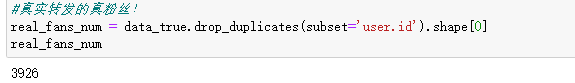 #真实转发的真粉丝！
real_fans_num = data_true.drop_duplicates(subset='user.id').shape[0]
real_fans_num
3926